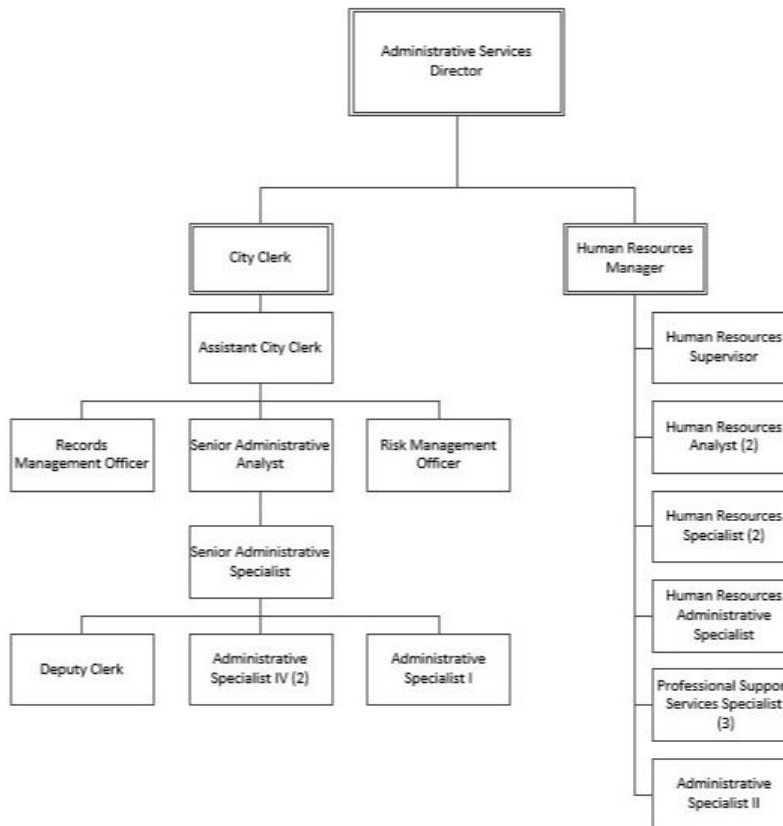 Administrative Services
Director
City Clerk
Human Resources
Manager
Assistant City Clerk
Human Resources
Supervisor
Records
Management Officer
Senior Administrative
Analyst
Risk Management
Officer
Human Resources
Analyst (2)
Senior Administrative
Specialist
Human Resources
Specialist (2)
Human Resources
Administrative
Specialist
Deputy Clerk
Administrative
Specialist IV (2)
Administrative
Specialist I
Professional Support
Services Specialist
(3)
Administrative
Specialist II